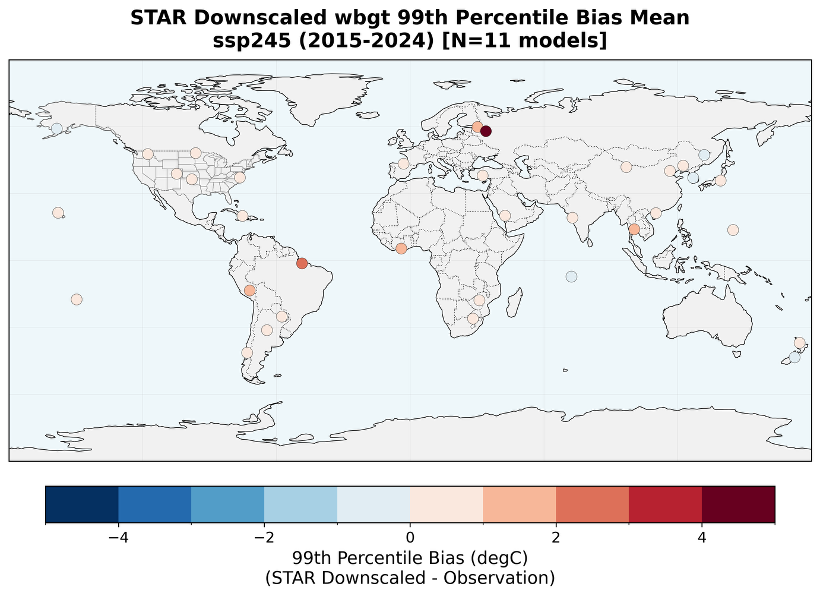 STAR Downscaled wbgt 99th Percentile Bias Mean
ssp245 (2015-2024) [N=11 models]
−4 −2 0 2 4
99th Percentile Bias (degC)
(STAR Downscaled - Observation)